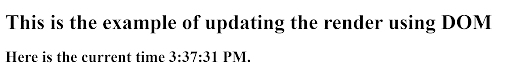 This is the example of updating the render using DOM
Here is the current time 3:37:31 PM.